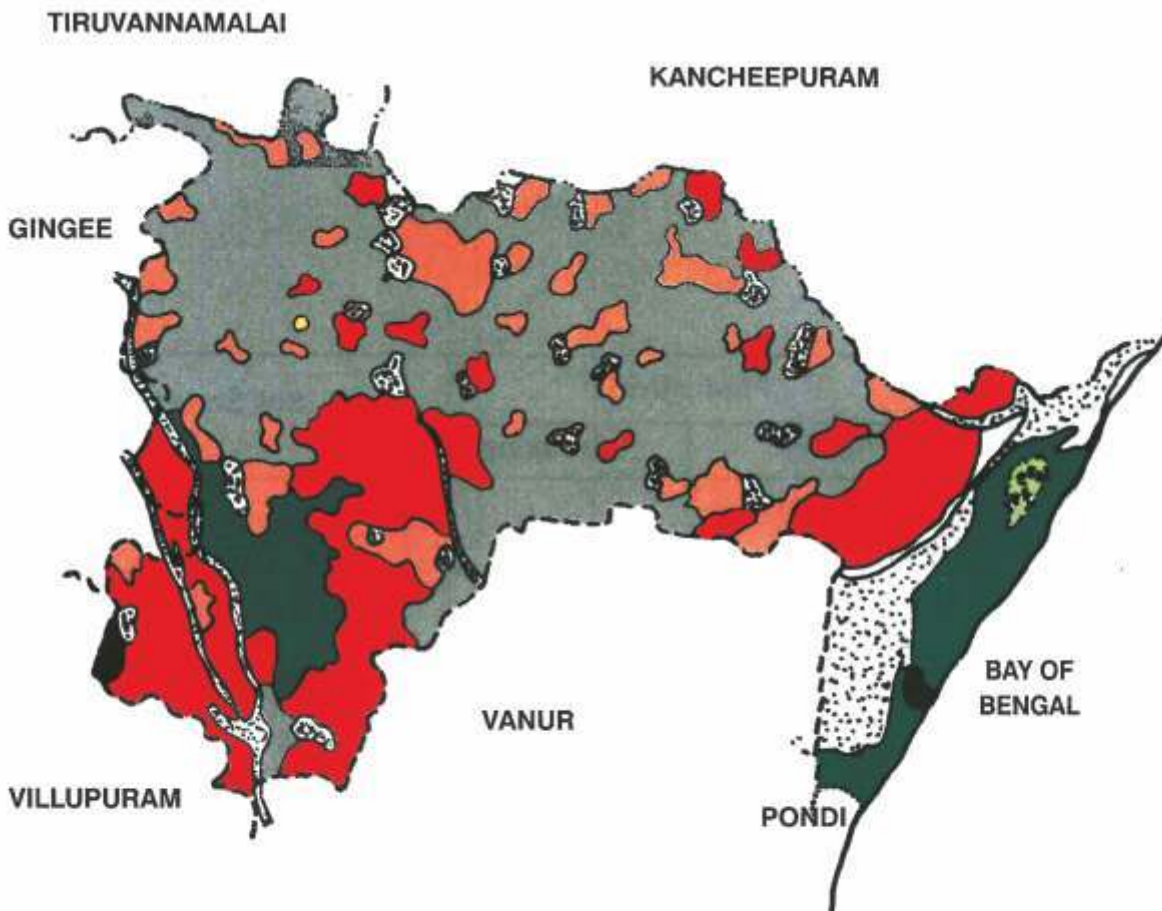 TIRUVANNAMALAI
KANCHEEPURAM
GINGEE
BAY OF
BENGAL
VANUR
VILLUPURAM
PONDI